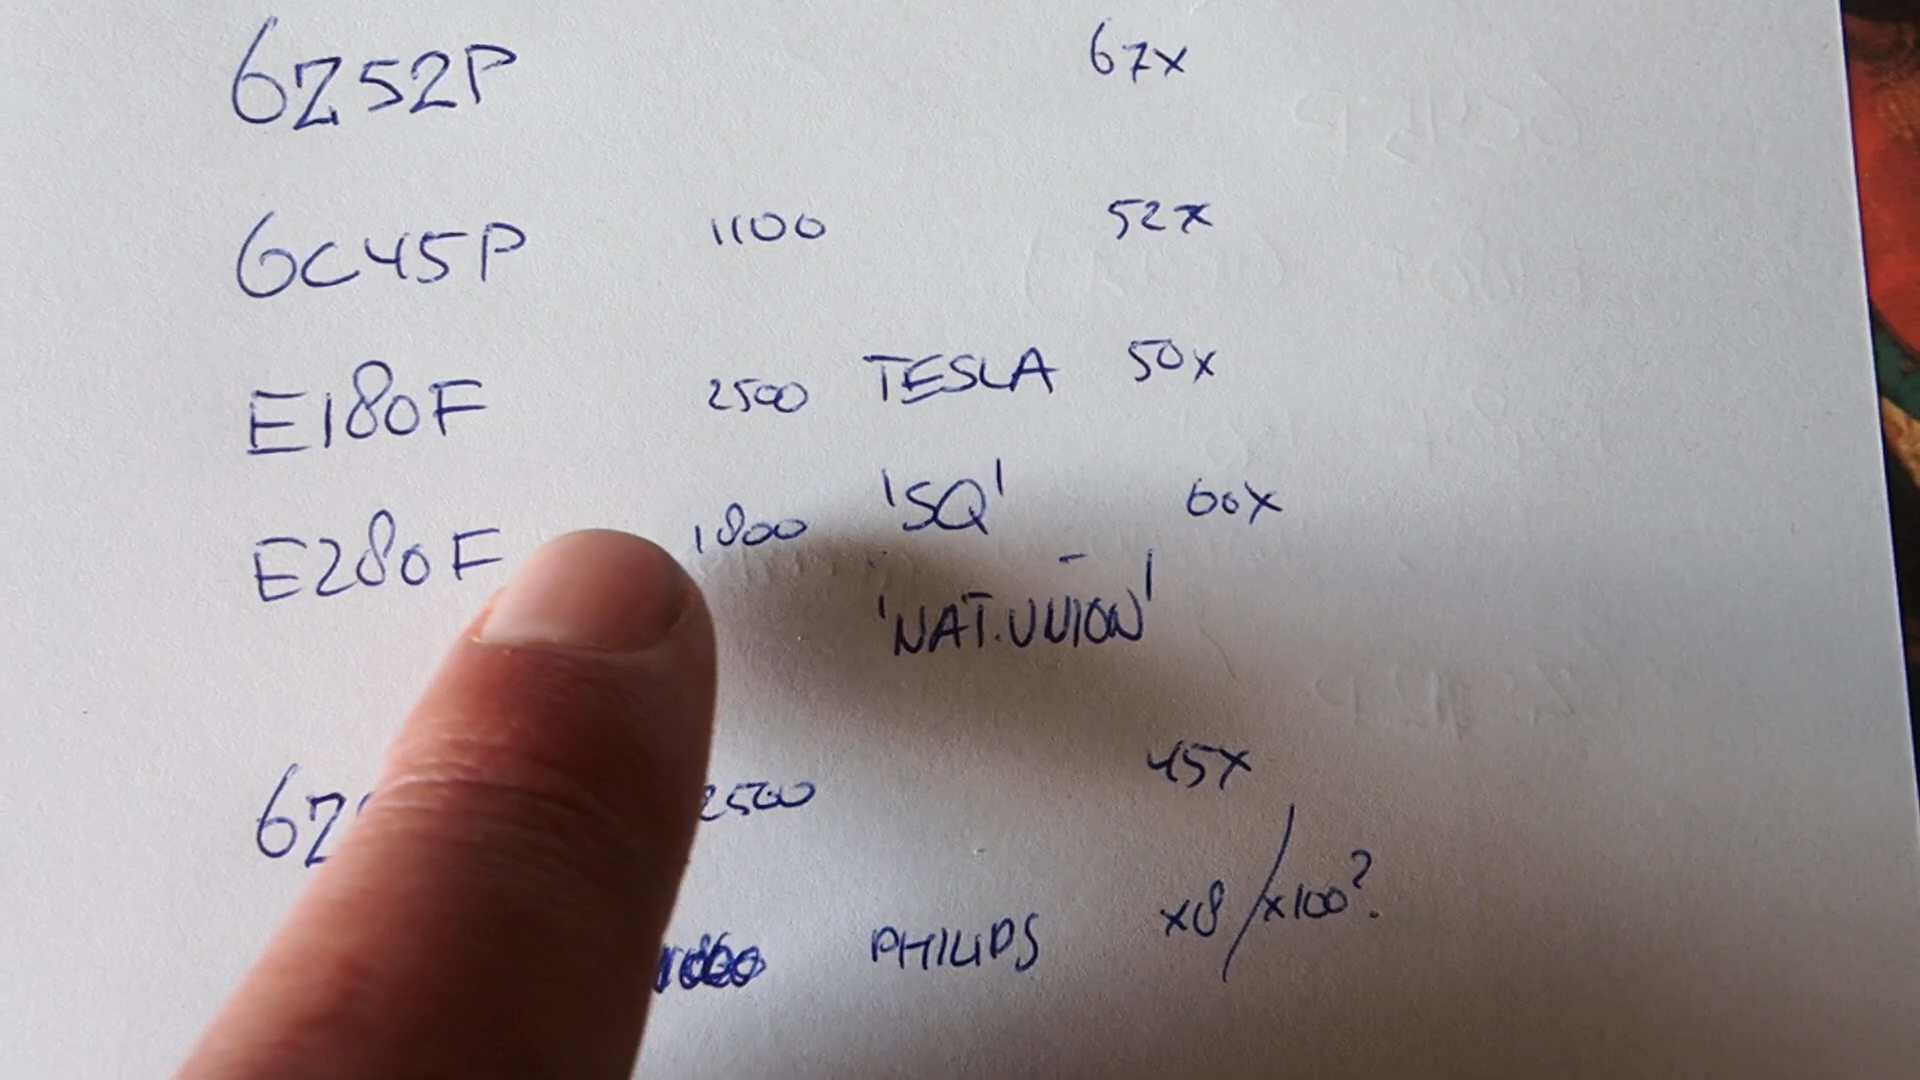 6Z52P 67x
6C45P 1100 52x
E180F 2500 TESLA 50x
E280F 1800 'SQ' 60x
'NAT.UNION'
2500 45x
PHILIPS x8/x100?